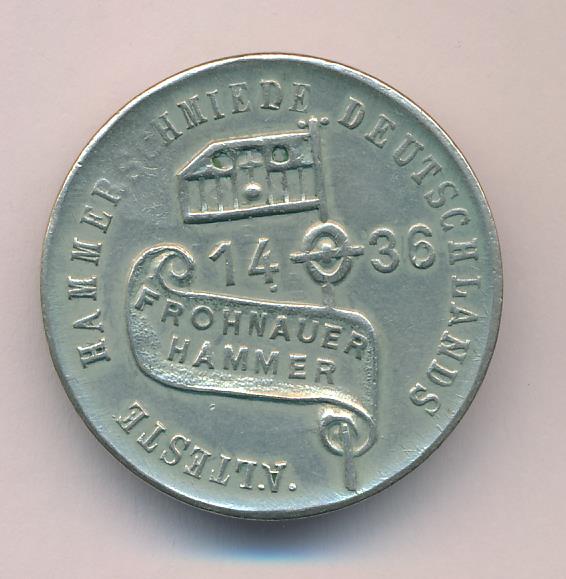 ÄLTESTE HAMMERSCHMIEDE DEUTSCHLANDS
14 36
FROHNAUER
HAMMER